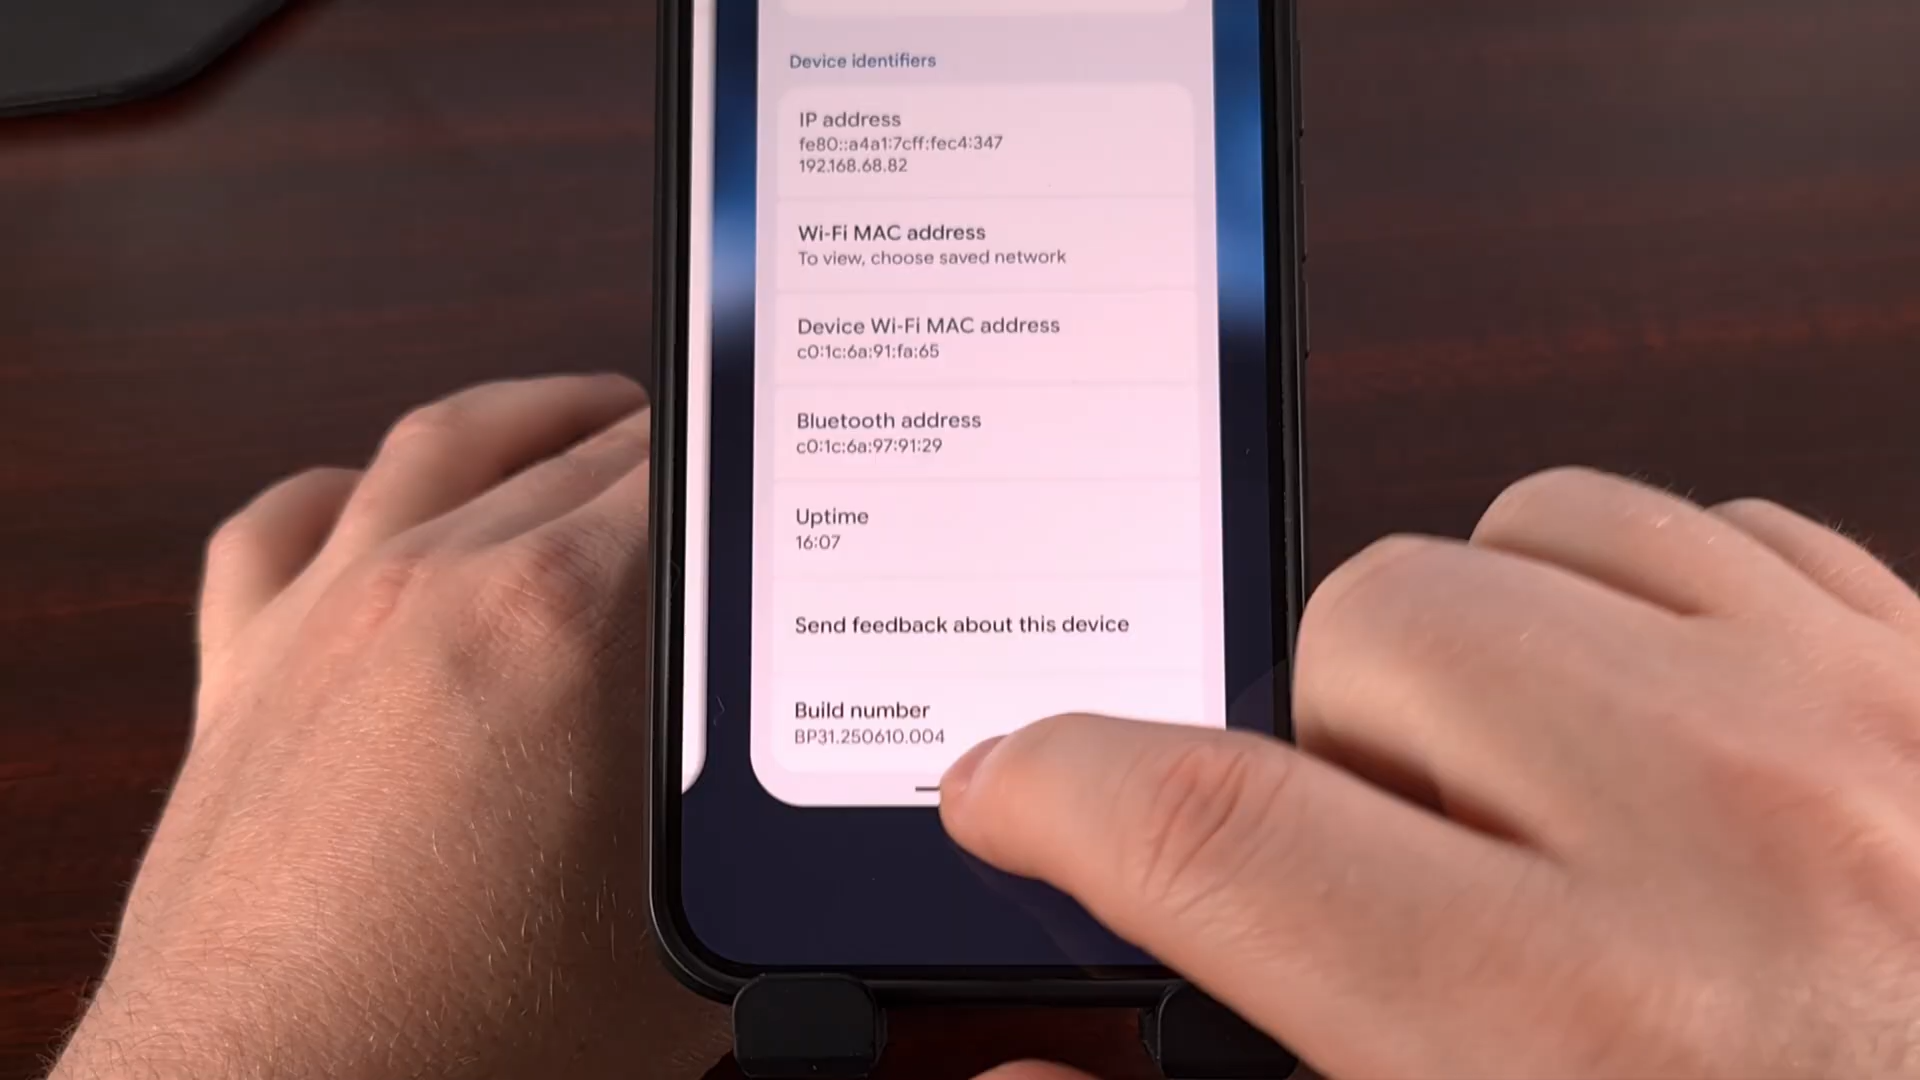 Device identifiers
IP address
fe80::a4a1:7cff:fec4:347
192.168.68.82
Wi-Fi MAC address
To view, choose saved network
Device Wi-Fi MAC address
c0:1c:6a:91:fa:65
Bluetooth address
c0:1c:6a:97:91:29
Uptime
16:07
Send feedback about this device
Build number
BP31.250610.004